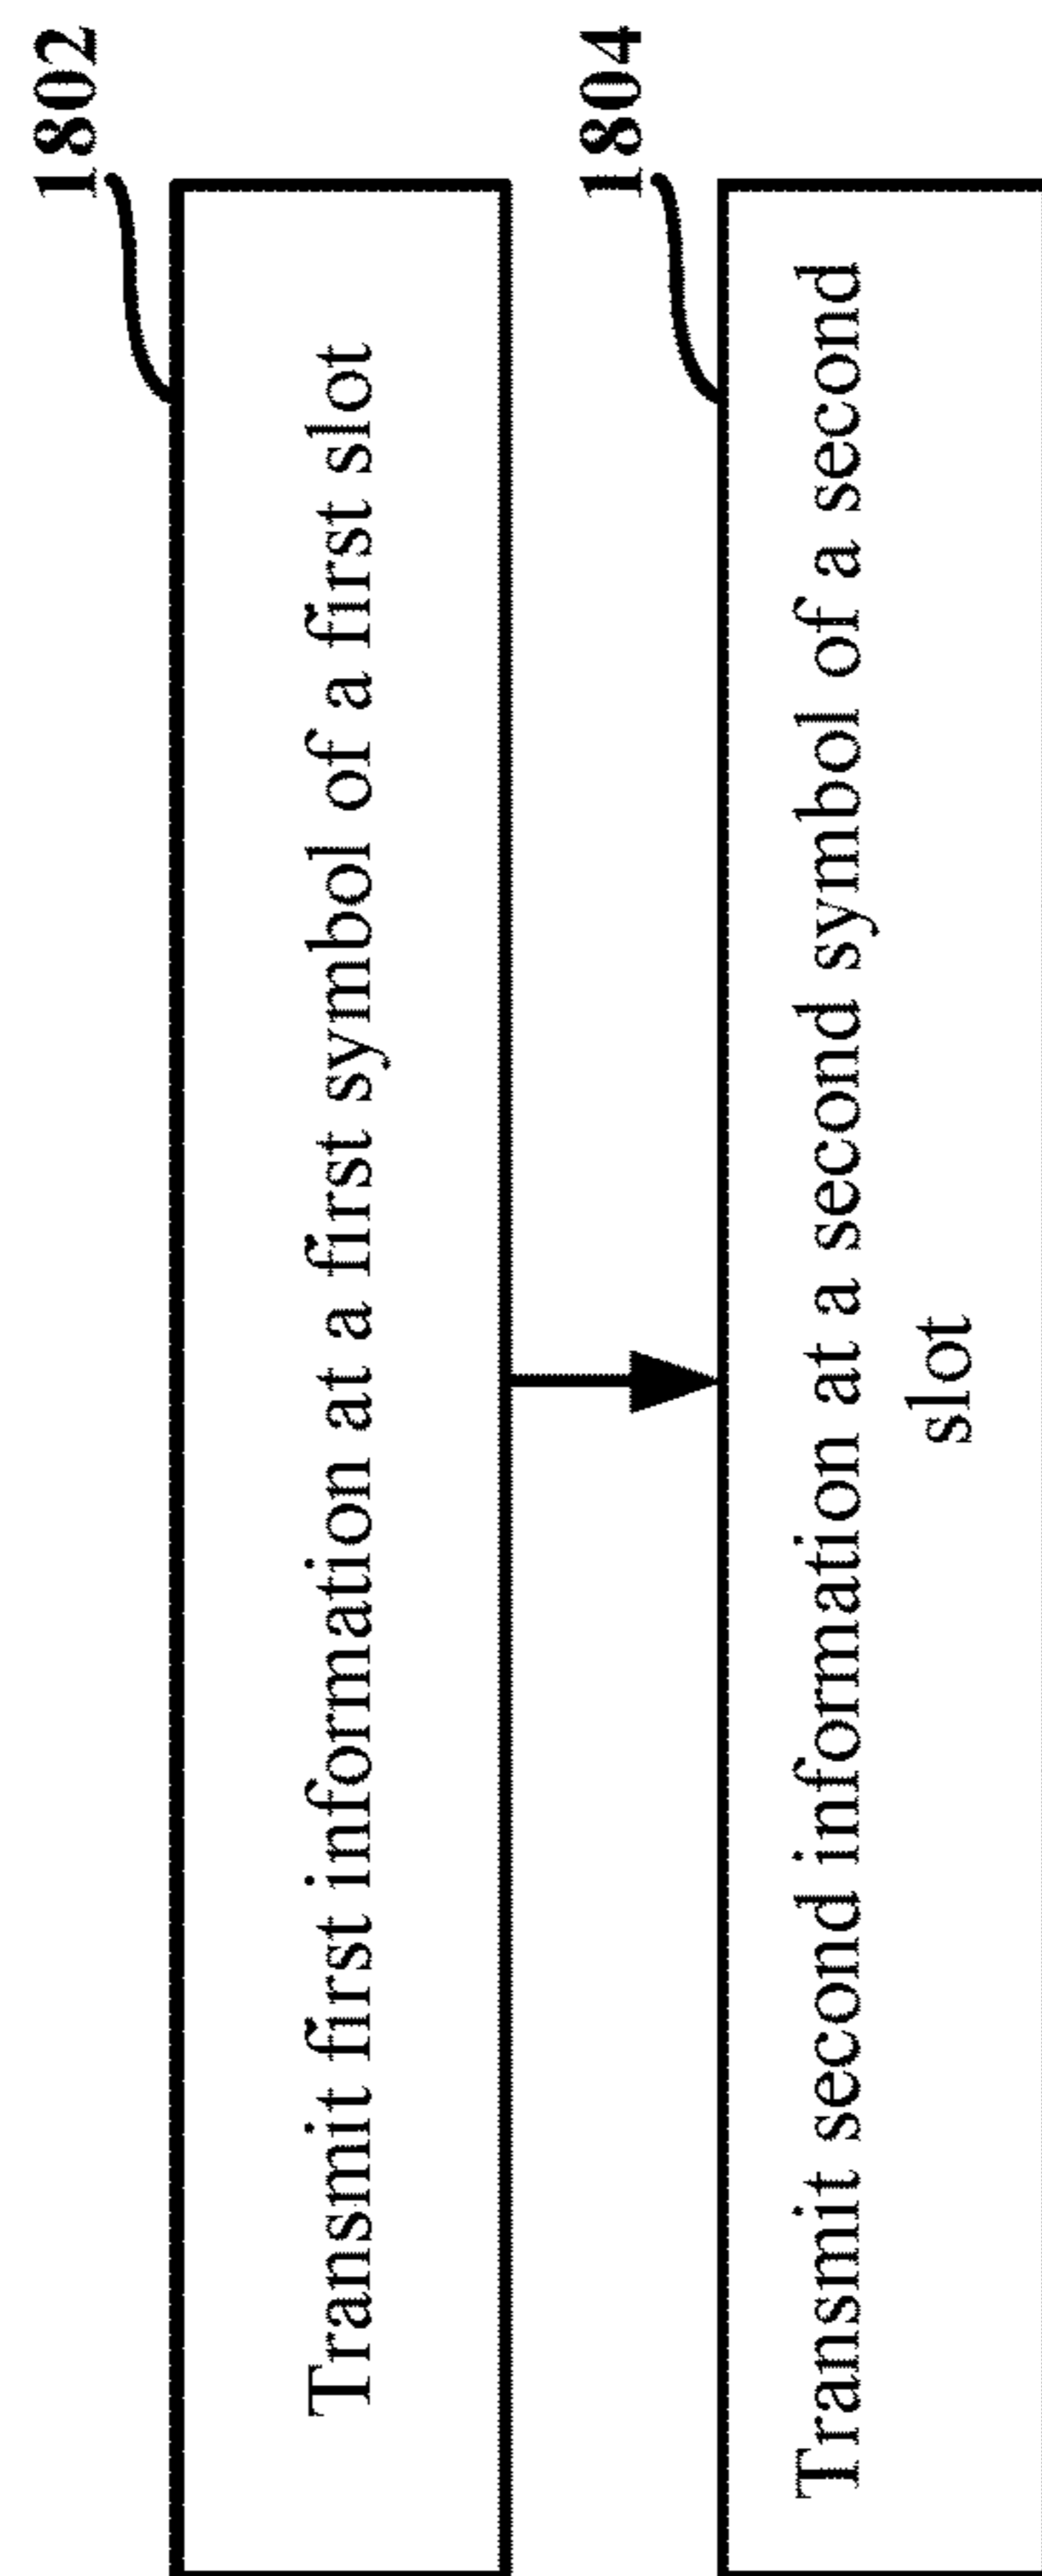 1802
Transmit first information at a first symbol of a first slot
1804
Transmit second information at a second symbol of a second
slot